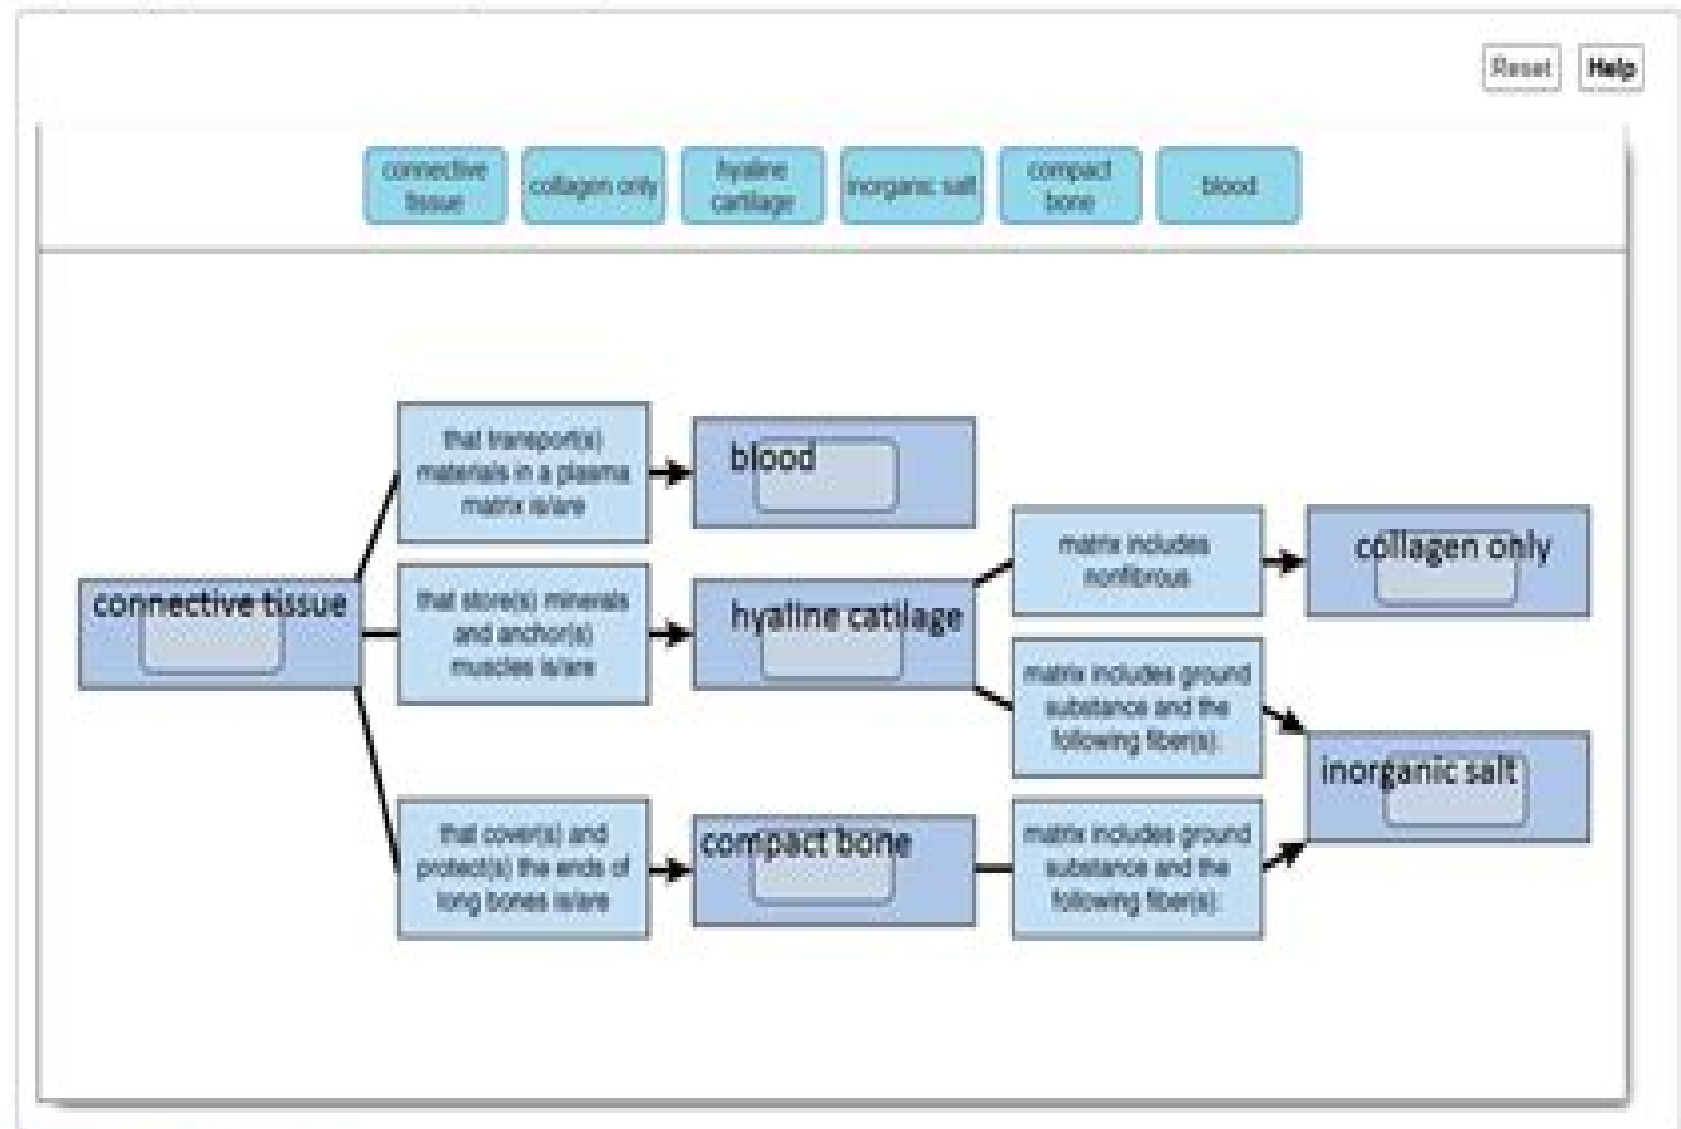 Reset
Help
connective
tissue
collagen only
hyaline
cartilage
inorganic salt
compact
bone
blood
that transport(s)
materials in a plasma
matrix is/are
blood
connective tissue
that store(s) minerals
and anchor(s)
muscles is/are
hyaline catilage
matrix includes
nonfibrous
collagen only
matrix includes ground
substance and the
following fiber(s):
inorganic salt
that cover(s) and
protect(s) the ends of
long bones is/are
compact bone
matrix includes ground
substance and the
following fiber(s):